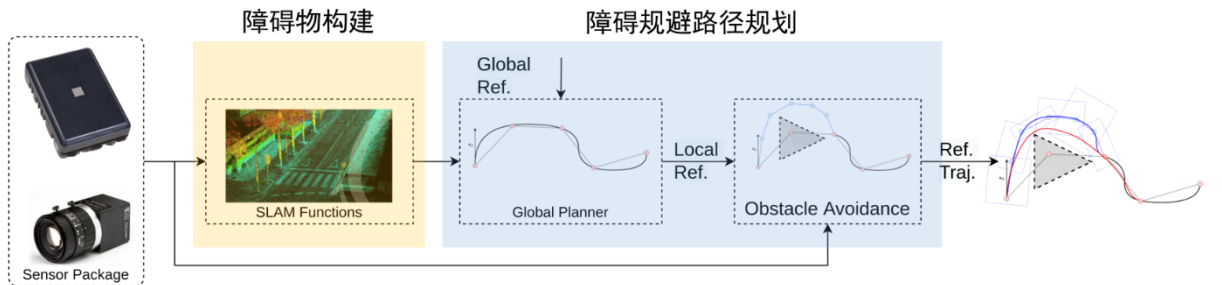 障碍物构建
障碍规避路径规划
Global
Ref.
Sensor Package
SLAM Functions
Global Planner
Local
Ref.
Obstacle Avoidance
Ref.
Traj.